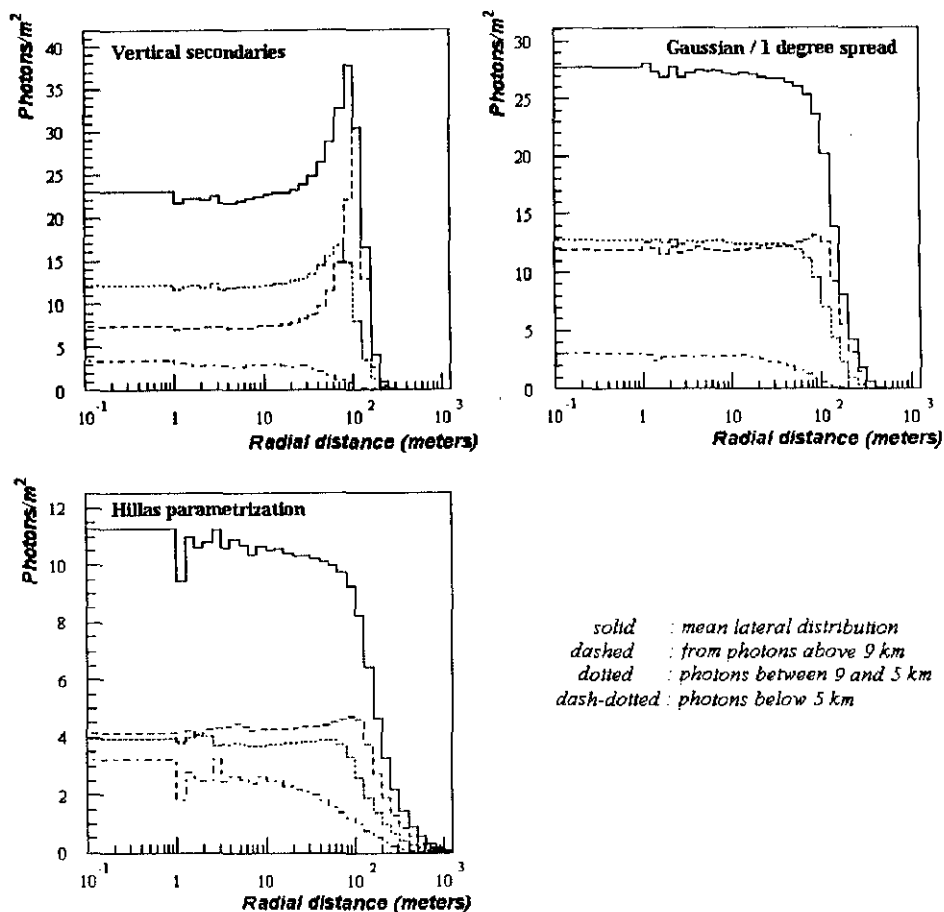 Photons/m²
40
35
30
25
20
15
10
5
0
Vertical secondaries
10⁻¹
1
10
10²
10³
Radial distance (meters)
Photons/m²
30
25
20
15
10
5
0
Gaussian / 1 degree spread
10⁻¹
1
10
10²
10³
Radial distance (meters)
Photons/m²
12
10
8
6
4
2
0
Hillas parametrization
10⁻¹
1
10
10²
10³
Radial distance (meters)
solid : mean lateral distribution
dashed : from photons above 9 km
dotted : photons between 9 and 5 km
dash-dotted : photons below 5 km